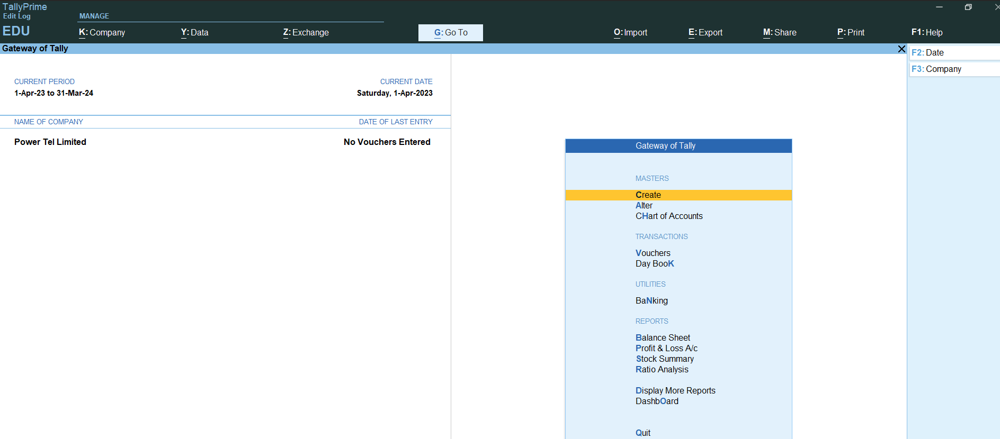 TallyPrime
Edit Log
EDU
MANAGE
K: Company
Y: Data
Z: Exchange
G: Go To
O: Import
E: Export
M: Share
P: Print
F1: Help
Gateway of Tally
F2: Date
F3: Company
CURRENT PERIOD
CURRENT DATE
1-Apr-23 to 31-Mar-24
Saturday, 1-Apr-2023
NAME OF COMPANY
DATE OF LAST ENTRY
Power Tel Limited
No Vouchers Entered
Gateway of Tally
MASTERS
Create
Alter
CHart of Accounts
TRANSACTIONS
Vouchers
Day BooK
UTILITIES
BaNking
REPORTS
Balance Sheet
Profit & Loss A/c
Stock Summary
Ratio Analysis
Display More Reports
DashbOard
Quit